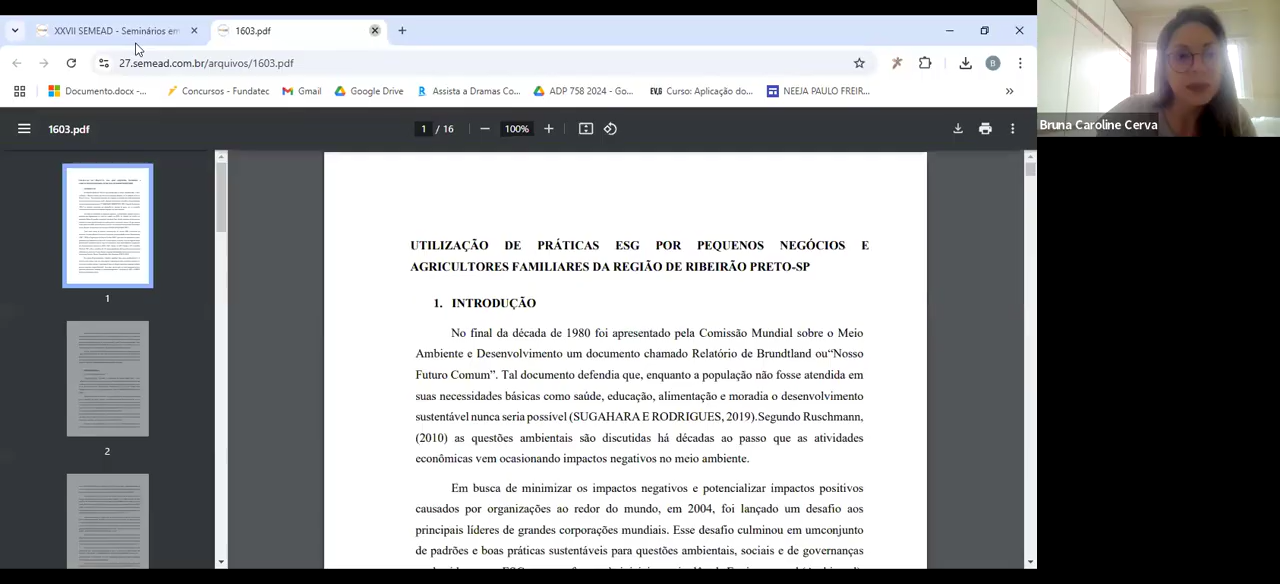 XXVII SEMEAD - Seminários em
1603.pdf
27.semead.com.br/arquivos/1603.pdf
B
Documento.docx -...
Concursos - Fundatec
Gmail
Google Drive
Assista a Dramas Co...
ADP 758 2024 - Go...
Curso: Aplicação do...
NEEJA PAULO FREIR...
1603.pdf
1 / 16
100%
Bruna Caroline Cerva
1
2
UTILIZAÇÃO DE PRÁTICAS ESG POR PEQUENOS NEGÓCIOS E
AGRICULTORES FAMILIARES DA REGIÃO DE RIBEIRÃO PRETO-SP
1. INTRODUÇÃO
No final da década de 1980 foi apresentado pela Comissão Mundial sobre o Meio
Ambiente e Desenvolvimento um documento chamado Relatório de Brundtland ou“Nosso
Futuro Comum”. Tal documento defendia que, enquanto a população não fosse atendida em
suas necessidades básicas como saúde, educação, alimentação e moradia o desenvolvimento
sustentável nunca seria possível (SUGAHARA E RODRIGUES, 2019).Segundo Ruschmann,
(2010) as questões ambientais são discutidas há décadas ao passo que as atividades
econômicas vem ocasionando impactos negativos no meio ambiente.
Em busca de minimizar os impactos negativos e potencializar impactos positivos
causados por organizações ao redor do mundo, em 2004, foi lançado um desafio aos
principais líderes de grandes corporações mundiais. Esse desafio culminou em umconjunto
de padrões e boas práticas sustentáveis para questões ambientais, sociais e de governanças